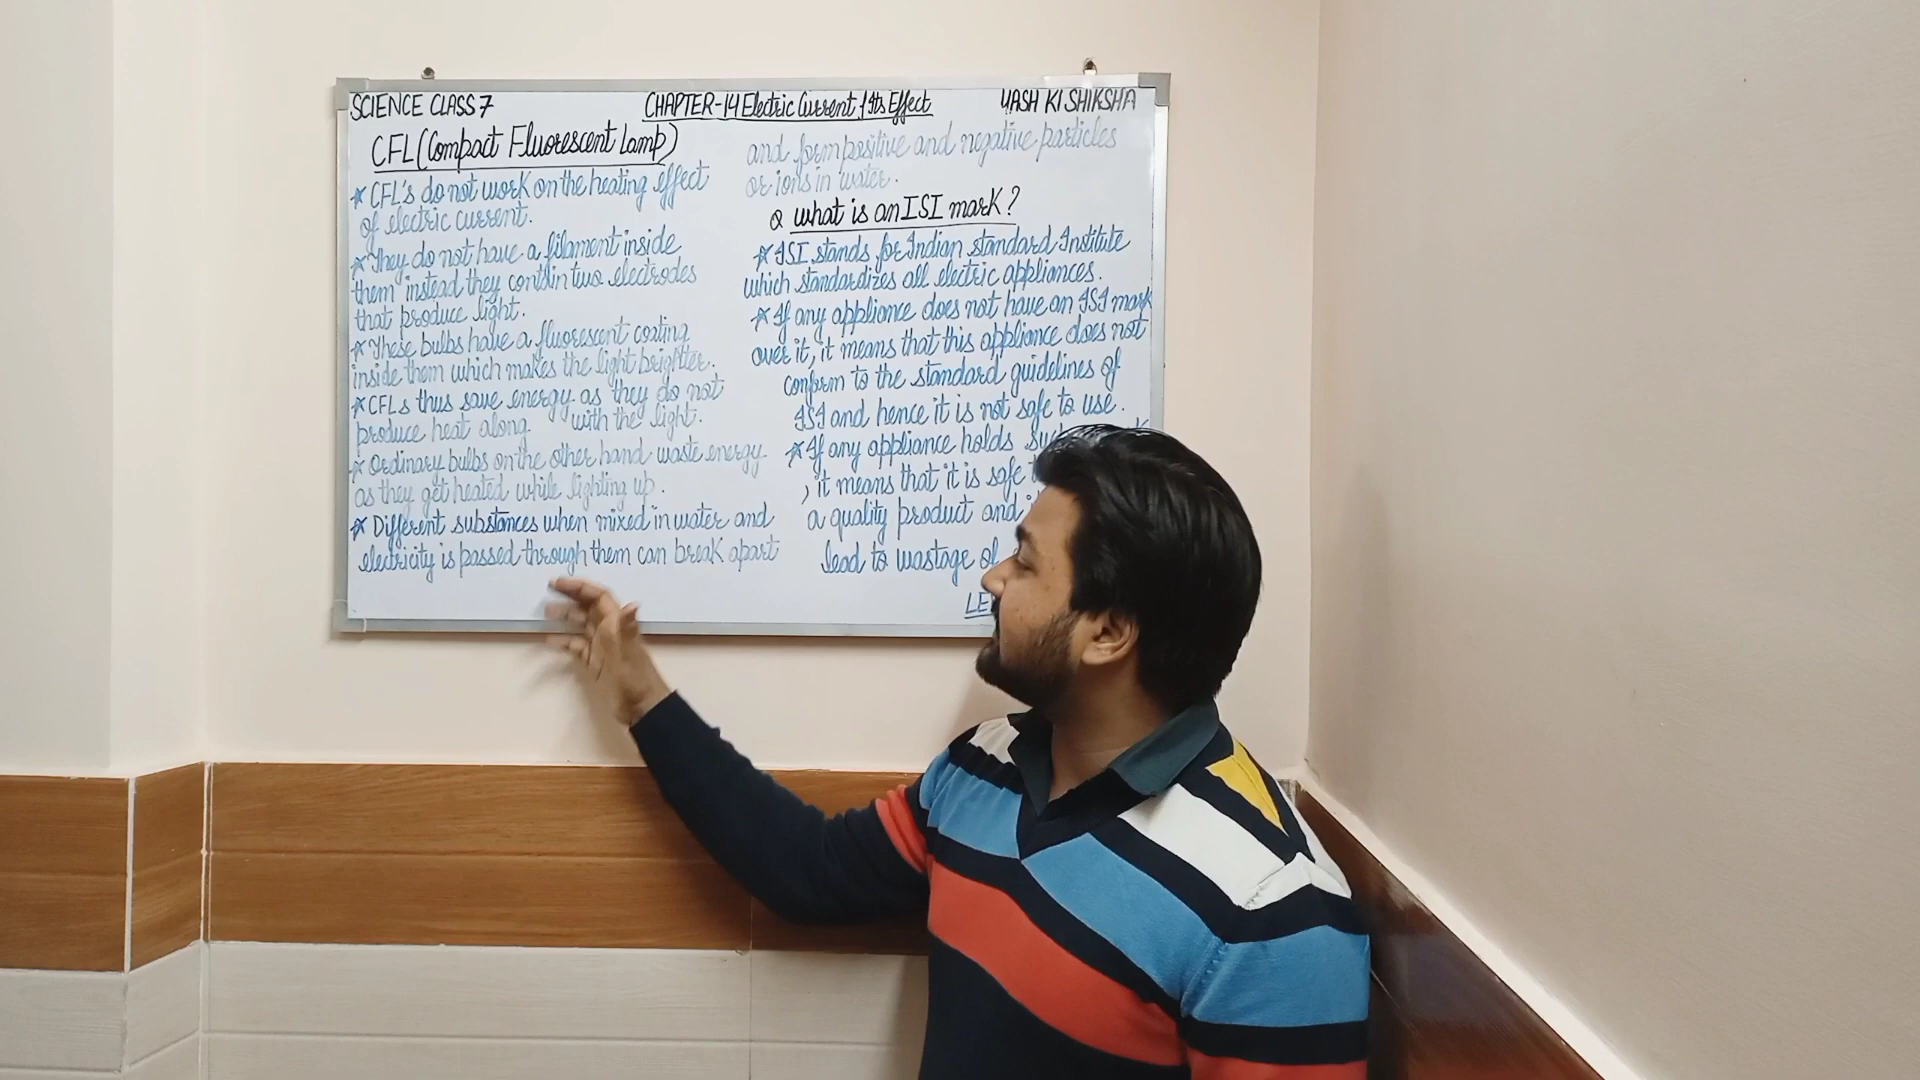 SCIENCE CLASS 7
CHAPTER-14 Electric Current & Its Effect
YASH KI SHIKSHA
CFL (Compact Fluorescent Lamp)
* CFL's do not work on the heating effect
of electric current.
* They do not have a filament inside
them instead they contain two electrodes
that produce light.
* These bulbs have a fluorescent coating
inside them which makes the light brighter.
* CFLs thus save energy as they do not
produce heat along with the light.
* Ordinary bulbs on the other hand waste energy
as they get heated while lighting up.
* Different substances when mixed in water and
electricity is passed through them can break apart
and form positive and negative particles
or ions in water.
Q what is an ISI mark?
* ISI stands for Indian standard Institute
which standardizes all electric appliances.
* If any appliance does not have an ISI mark
over it, it means that this appliance does not
conform to the standard guidelines of
ISI and hence it is not safe to use.
* If any appliance holds
, it means that it is safe
a quality product and
lead to wastage of